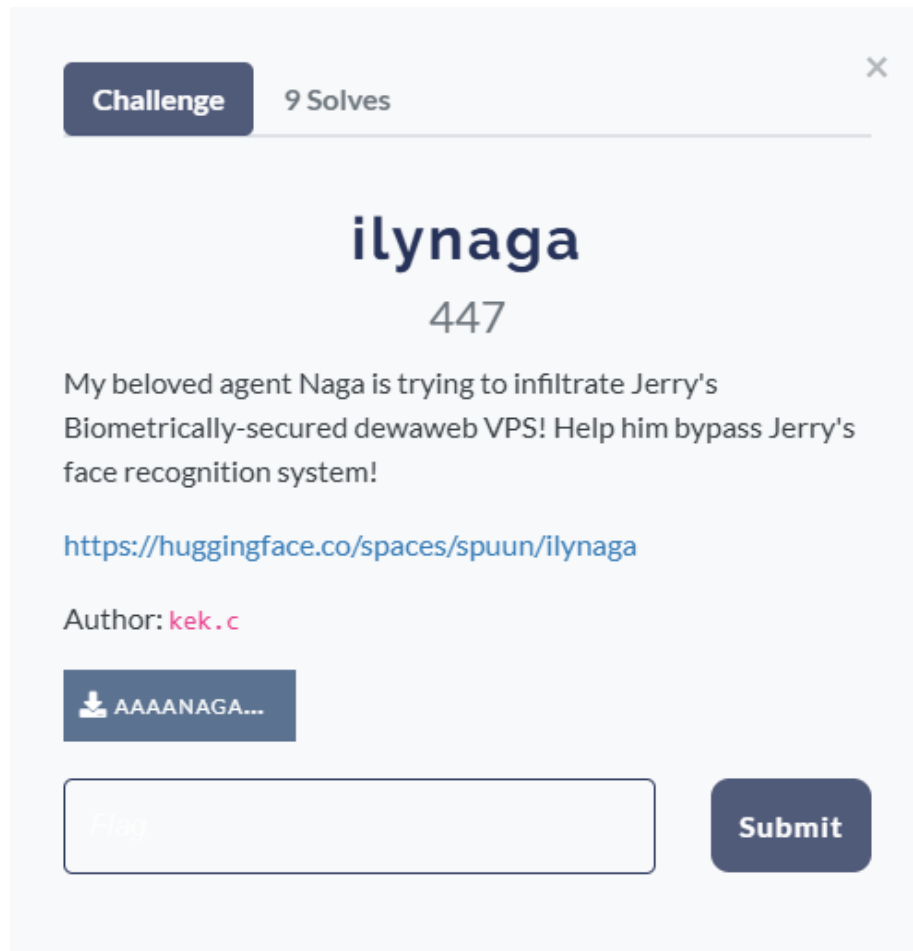 ×
Challenge 9 Solves
ilynaga
447
My beloved agent Naga is trying to infiltrate Jerry's
Biometrically-secured dewaweb VPS! Help him bypass Jerry's
face recognition system!
https://huggingface.co/spaces/spuun/ilynaga
Author: kek.c
AAAANAGA...
Flag
Submit